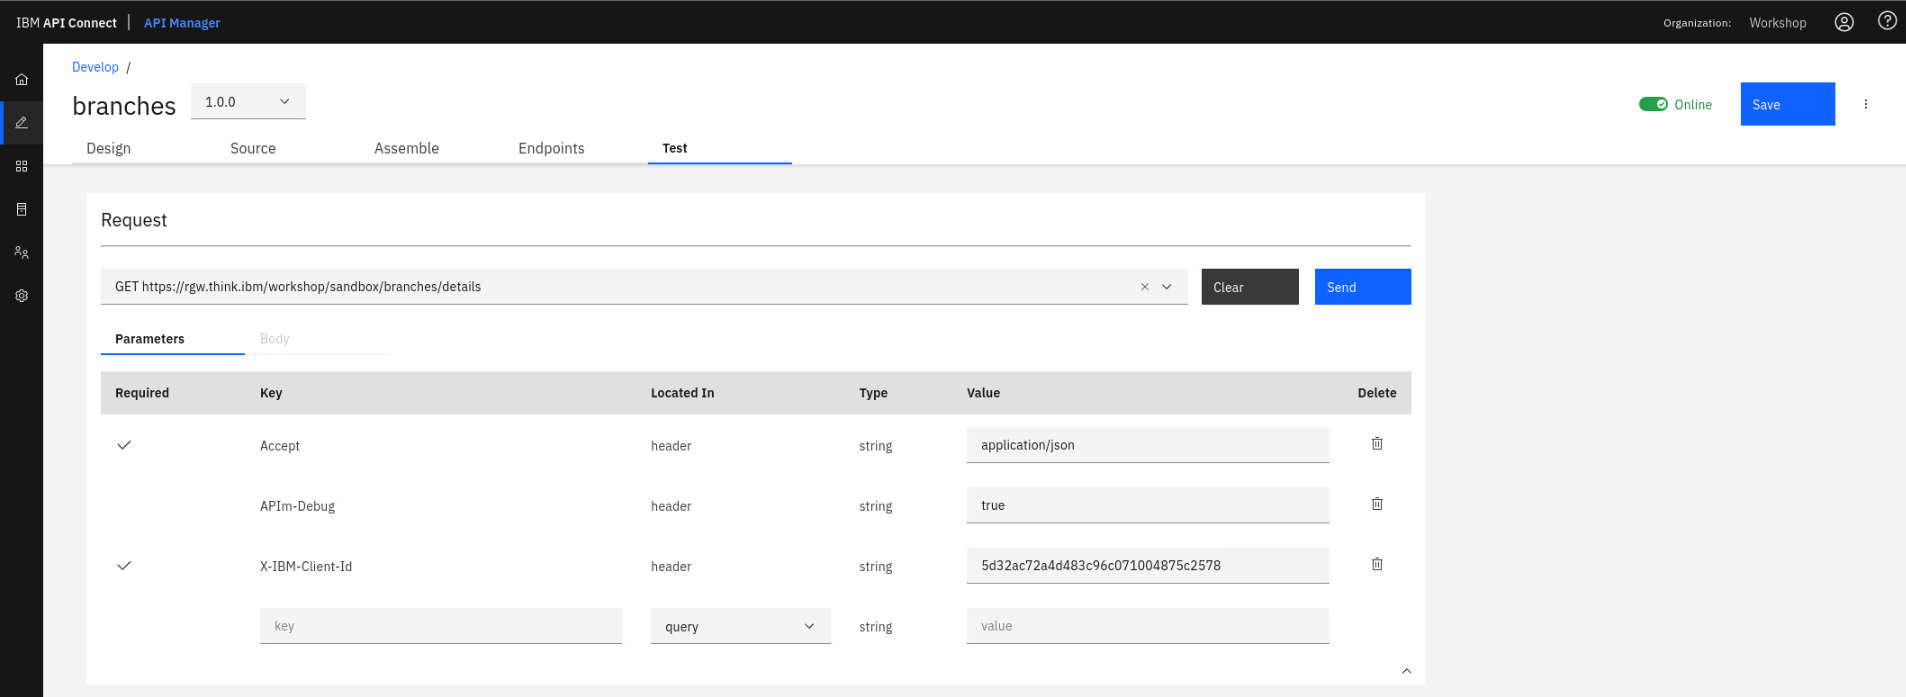 IBM API Connect | API Manager
Organization: Workshop
Develop /
branches 1.0.0
Online Save
Design Source Assemble Endpoints Test
Request
GET https://rgw.think.ibm/workshop/sandbox/branches/details
Clear Send
Parameters Body
Required Key Located In Type Value Delete
Accept header string application/json
APIm-Debug header string true
X-IBM-Client-Id header string 5d32ac72a4d483c96c071004875c2578
key query string value